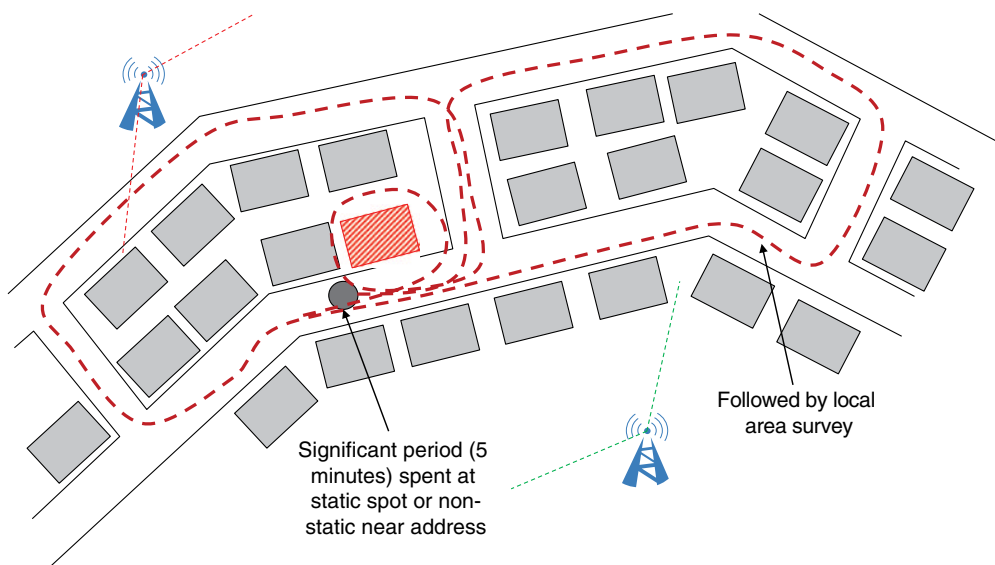 Followed by local
area survey
Significant period (5
minutes) spent at
static spot or non-
static near address